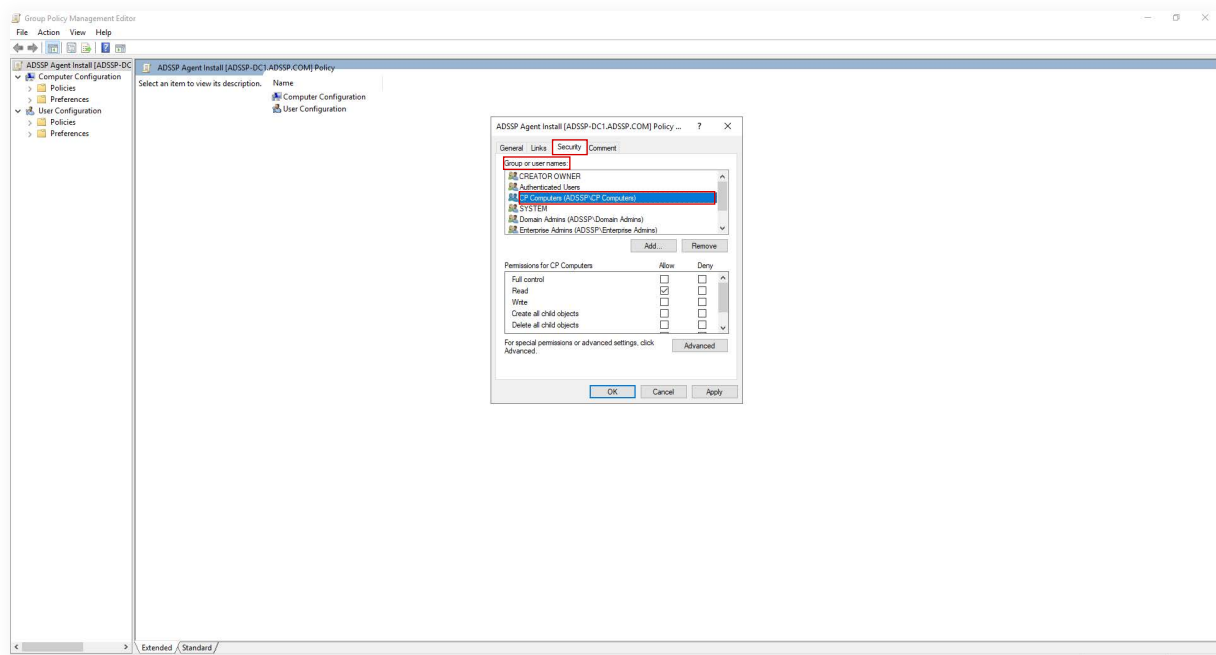 Group Policy Management Editor
File Action View Help
ADSSP Agent Install [ADSSP-DC
Computer Configuration
Policies
Preferences
User Configuration
Policies
Preferences
ADSSP Agent Install [ADSSP-DC1.ADSSP.COM] Policy
Select an item to view its description.
Name
Computer Configuration
User Configuration
ADSSP Agent Install [ADSSP-DC1.ADSSP.COM] Policy ... ?
General Links Security Comment
Group or user names:
CREATOR OWNER
Authenticated Users
CP Computers (ADSSP\CP Computers)
SYSTEM
Domain Admins (ADSSP\Domain Admins)
Enterprise Admins (ADSSP\Enterprise Admins)
Add... Remove
Permissions for CP Computers Allow Deny
Full control
Read
Write
Create all child objects
Delete all child objects
For special permissions or advanced settings, click
Advanced.
Advanced
OK Cancel Apply
Extended Standard